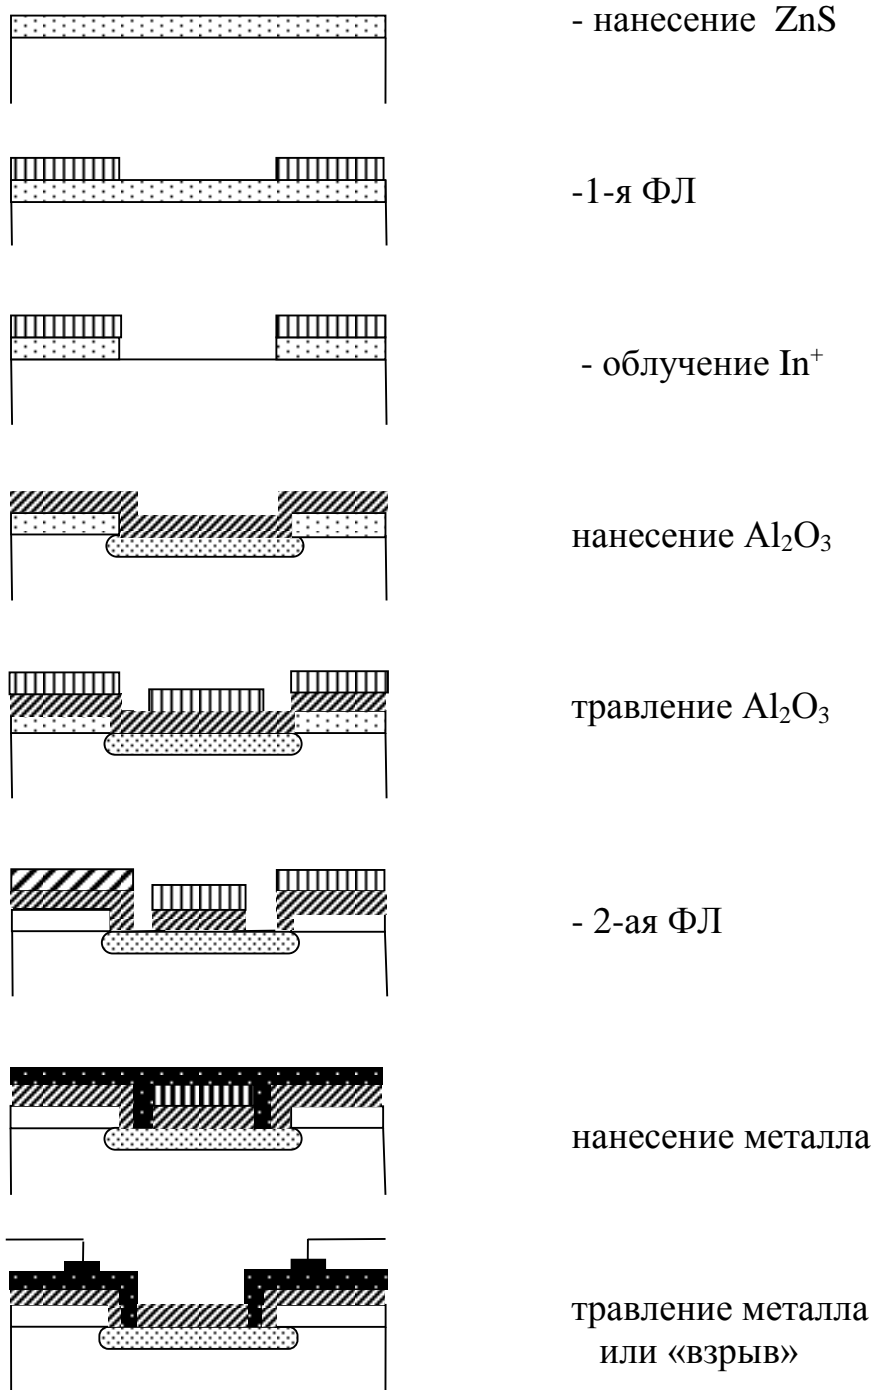 - нанесение ZnS
-1-я ФЛ
- облучение In⁺
нанесение Al₂O₃
травление Al₂O₃
- 2-ая ФЛ
нанесение металла
травление металла
или «взрыв»